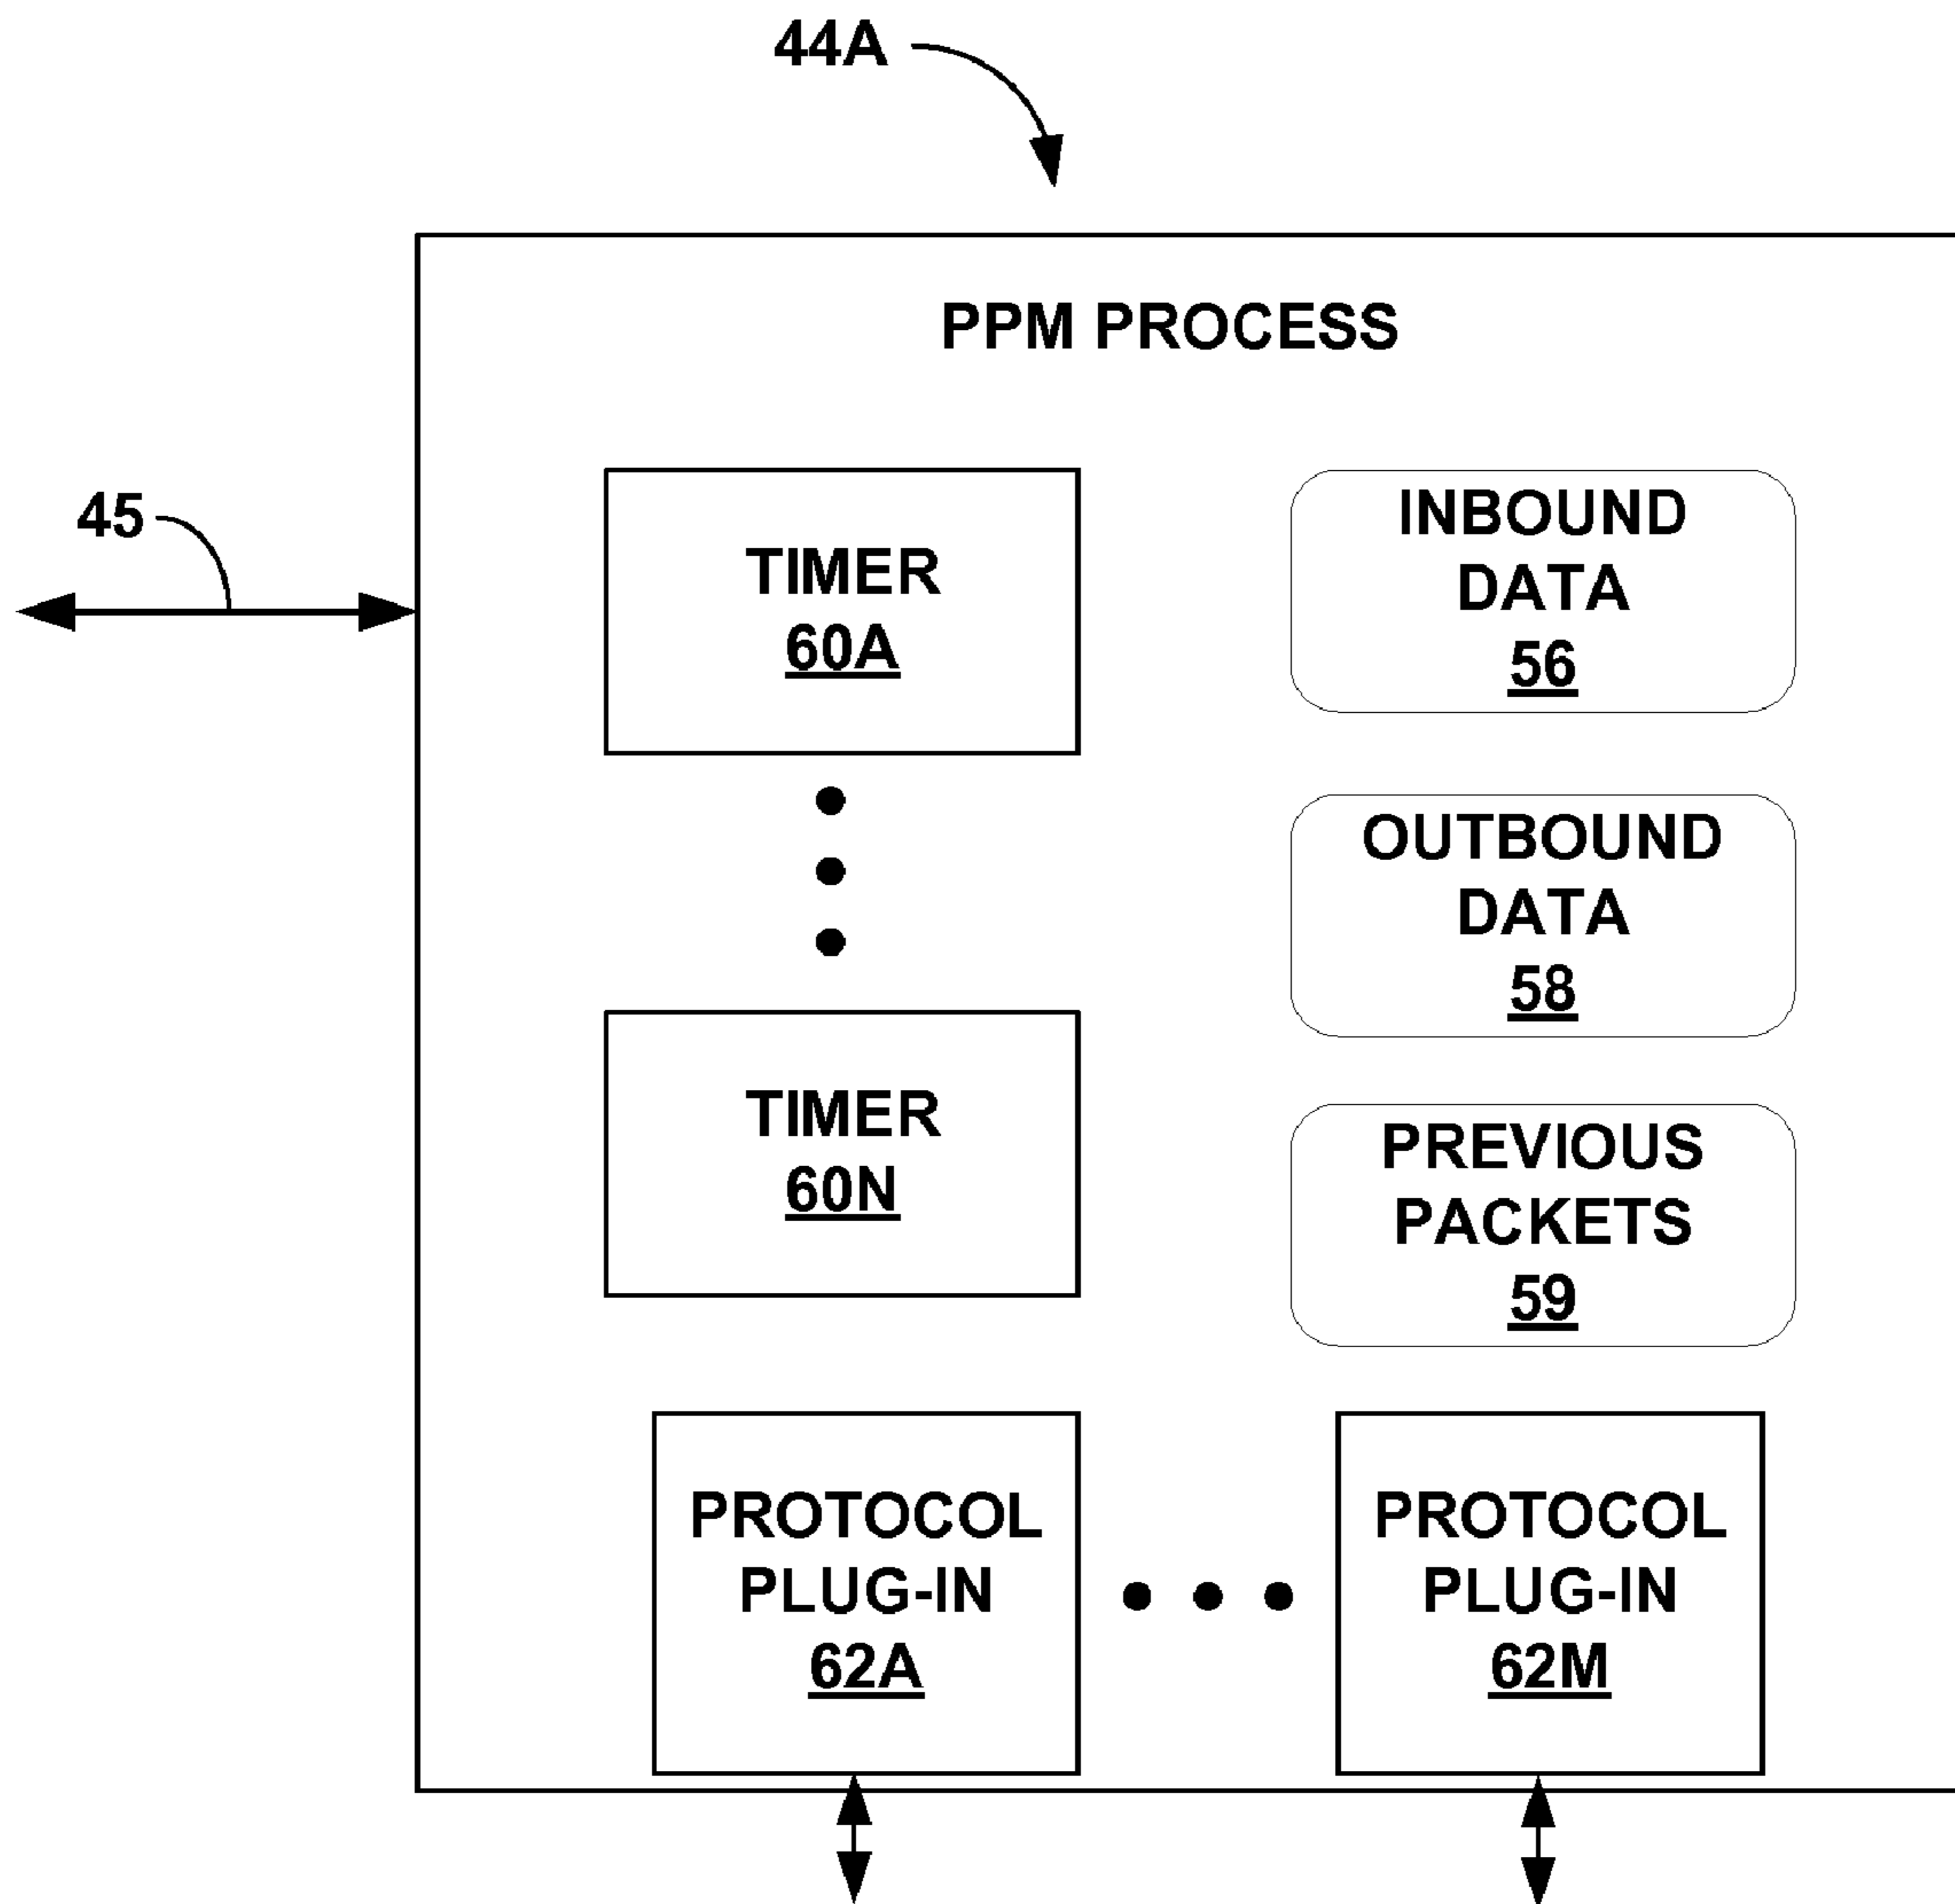 44A
PPM PROCESS
45
TIMER
60A
INBOUND
DATA
56
OUTBOUND
DATA
58
TIMER
60N
PREVIOUS
PACKETS
59
PROTOCOL
PLUG-IN
62A
PROTOCOL
PLUG-IN
62M